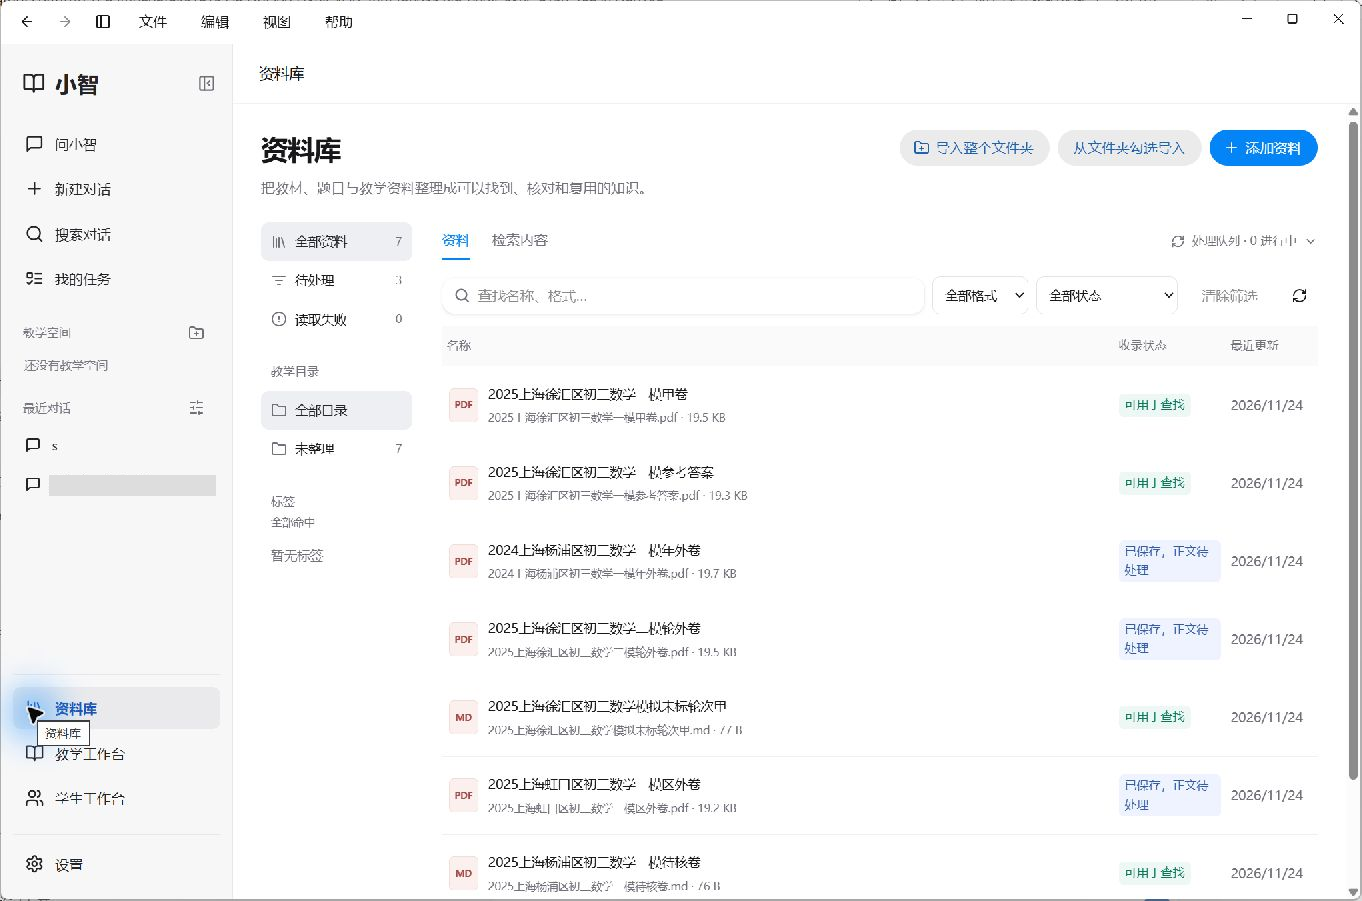 文件 编辑 视图 帮助
小智
资料库
问小智
新建对话
搜索对话
我的任务
教学空间
还没有教学空间
最近对话
s
资料库
资料库
教学工作台
学生工作台
设置
资料库
导入整个文件夹
从文件夹勾选导入
添加资料
把教材、题目与教学资料整理成可以找到、核对和复用的知识。
全部资料 7
待处理 3
读取失败 0
教学目录
全部目录
未整理 7
标签
全部命中
暂无标签
资料 检索内容
处理队列 · 0 进行中
查找名称、格式...
全部格式
全部状态
清除筛选
名称 收录状态 最近更新
PDF 2025上海徐汇区初三数学一模甲卷
2025上海徐汇区初三数学一模甲卷.pdf · 19.5 KB
可用于查找 2026/11/24
PDF 2025上海徐汇区初三数学一模参考答案
2025上海徐汇区初三数学一模参考答案.pdf · 19.3 KB
可用于查找 2026/11/24
PDF 2024上海杨浦区初三数学一模年外卷
2024上海杨浦区初三数学一模年外卷.pdf · 19.7 KB
已保存，正文待
处理
2026/11/24
PDF 2025上海徐汇区初三数学二模轮外卷
2025上海徐汇区初三数学二模轮外卷.pdf · 19.5 KB
已保存，正文待
处理
2026/11/24
MD 2025上海徐汇区初三数学模拟未标轮次甲
2025上海徐汇区初三数学模拟未标轮次甲.md · 77 B
可用于查找 2026/11/24
PDF 2025上海虹口区初三数学一模区外卷
2025上海虹口区初三数学一模区外卷.pdf · 19.2 KB
已保存，正文待
处理
2026/11/24
MD 2025上海杨浦区初三数学一模待核卷
2025上海杨浦区初三数学一模待核卷.md · 76 B
可用于查找 2026/11/24